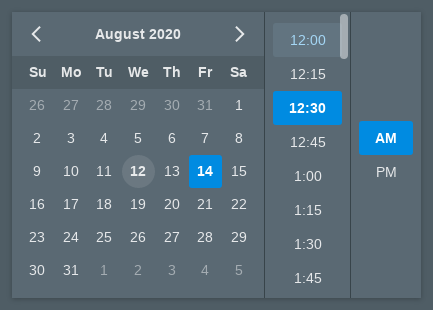 August 2020
Su Mo Tu We Th Fr Sa
26 27 28 29 30 31 1
2 3 4 5 6 7 8
9 10 11 12 13 14 15
16 17 18 19 20 21 22
23 24 25 26 27 28 29
30 31 1 2 3 4 5
12:00
12:15
12:30
12:45
1:00
1:15
1:30
1:45
AM
PM